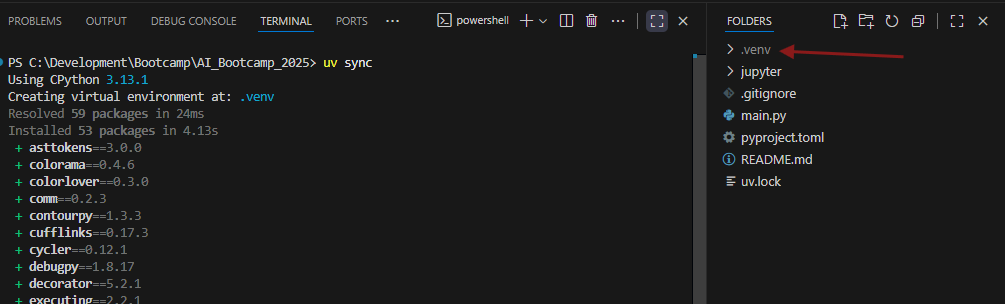 PROBLEMS OUTPUT DEBUG CONSOLE TERMINAL PORTS ... powershell
PS C:\Development\Bootcamp\AI_Bootcamp_2025> uv sync
Using CPython 3.13.1
Creating virtual environment at: .venv
Resolved 59 packages in 24ms
Installed 53 packages in 4.13s
+ asttokens==3.0.0
+ colorama==0.4.6
+ colorlover==0.3.0
+ comm==0.2.3
+ contourpy==1.3.3
+ cufflinks==0.17.3
+ cycler==0.12.1
+ debugpy==1.8.17
+ decorator==5.2.1
+ executing==2.2.1
FOLDERS
.venv
jupyter
.gitignore
main.py
pyproject.toml
README.md
uv.lock